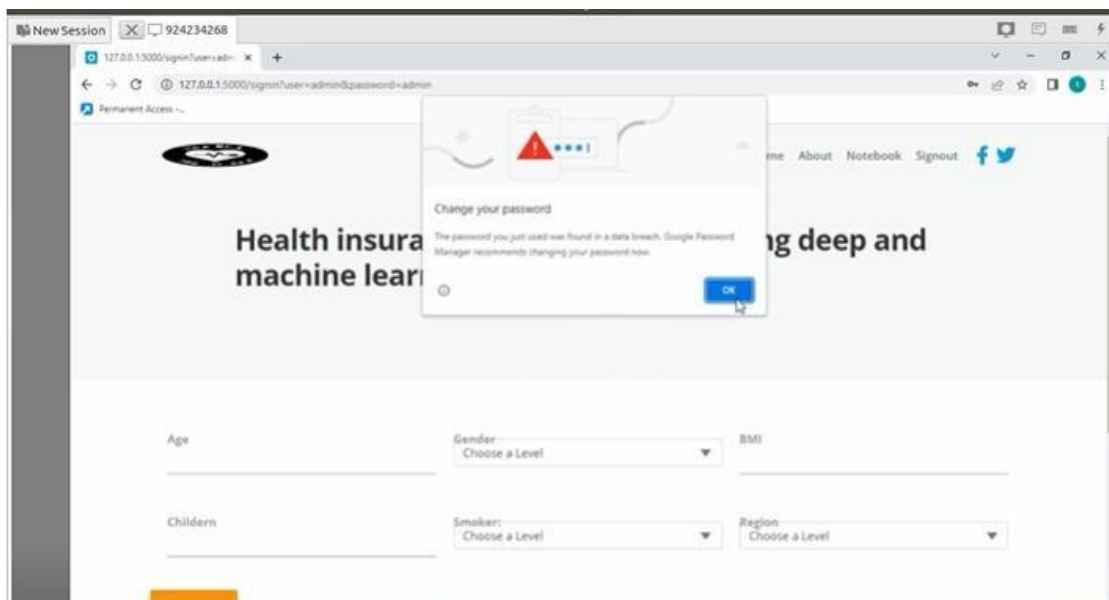 New Session
924234268
127.0.0.1:5000/signin?user=adm
127.0.0.1:5000/signin?user=admin&password=admin
Permanent Access -...
me About Notebook Signout
Change your password
The password you just used was found in a data breach. Google Password
Manager recommends changing your password now.
OK
Health insura
ng deep and
machine lear
Age
Gender
Choose a Level
BMI
Childern
Smoker:
Choose a Level
Region
Choose a Level